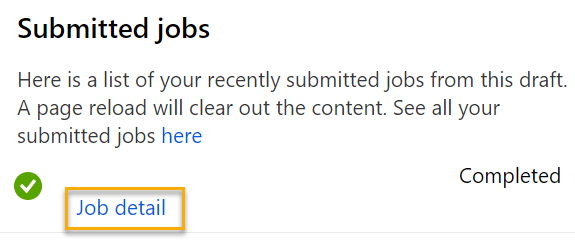 Submitted jobs
Here is a list of your recently submitted jobs from this draft.
A page reload will clear out the content. See all your
submitted jobs here
Completed
Job detail